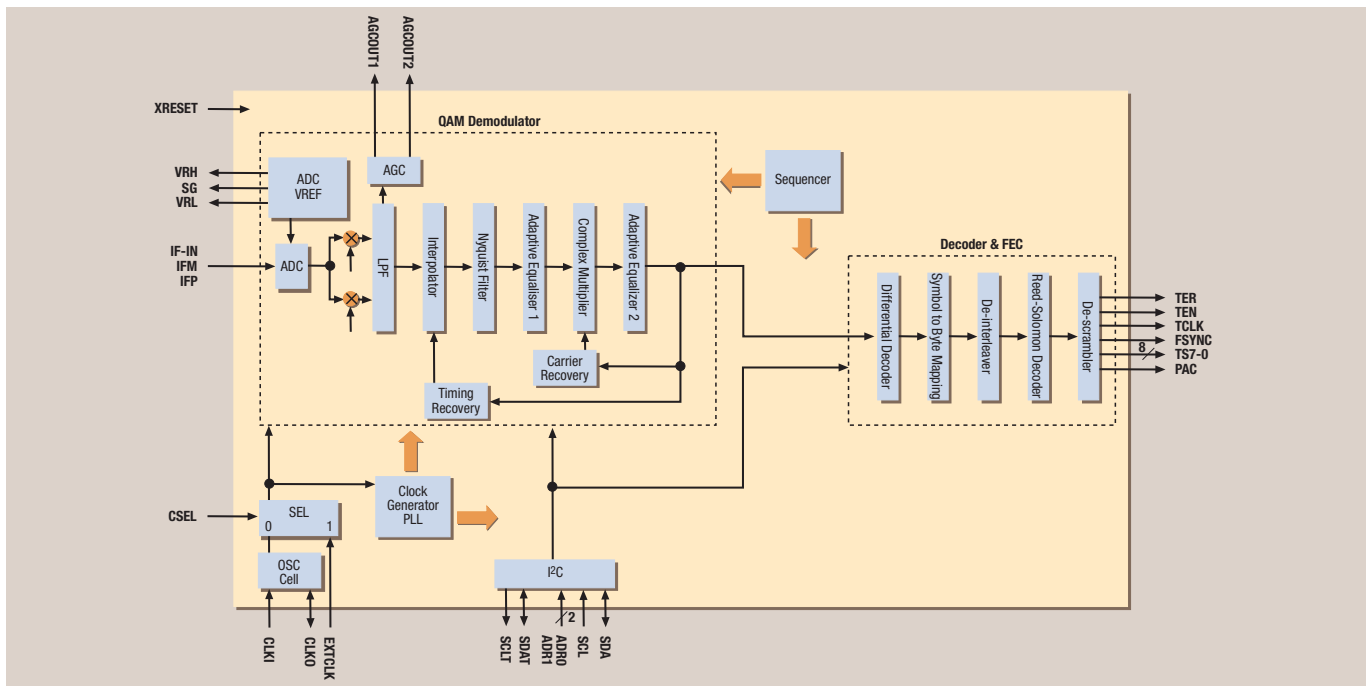 AGCOUT1
AGCOUT2
XRESET
QAM Demodulator
VRH
SG
VRL
ADC
VREF
AGC
Sequencer
IF-IN
IFM
IFP
ADC
LPF
Interpolator
Nyquist Filter
Adaptive Equaliser 1
Complex Multiplier
Adaptive Equalizer 2
Carrier
Recovery
Timing
Recovery
Decoder & FEC
Differential Decoder
Symbol to Byte Mapping
De-interleaver
Reed-Solomon Decoder
De-scrambler
TER
TEN
TCLK
FSYNC
8
TS7-0
PAC
CSEL
SEL
0 1
Clock
Generator
PLL
OSC
Cell
I²C
CLKI
CLKO
EXTCLK
SCLT
SDAT
ADR1
ADR0
2
SCL
SDA